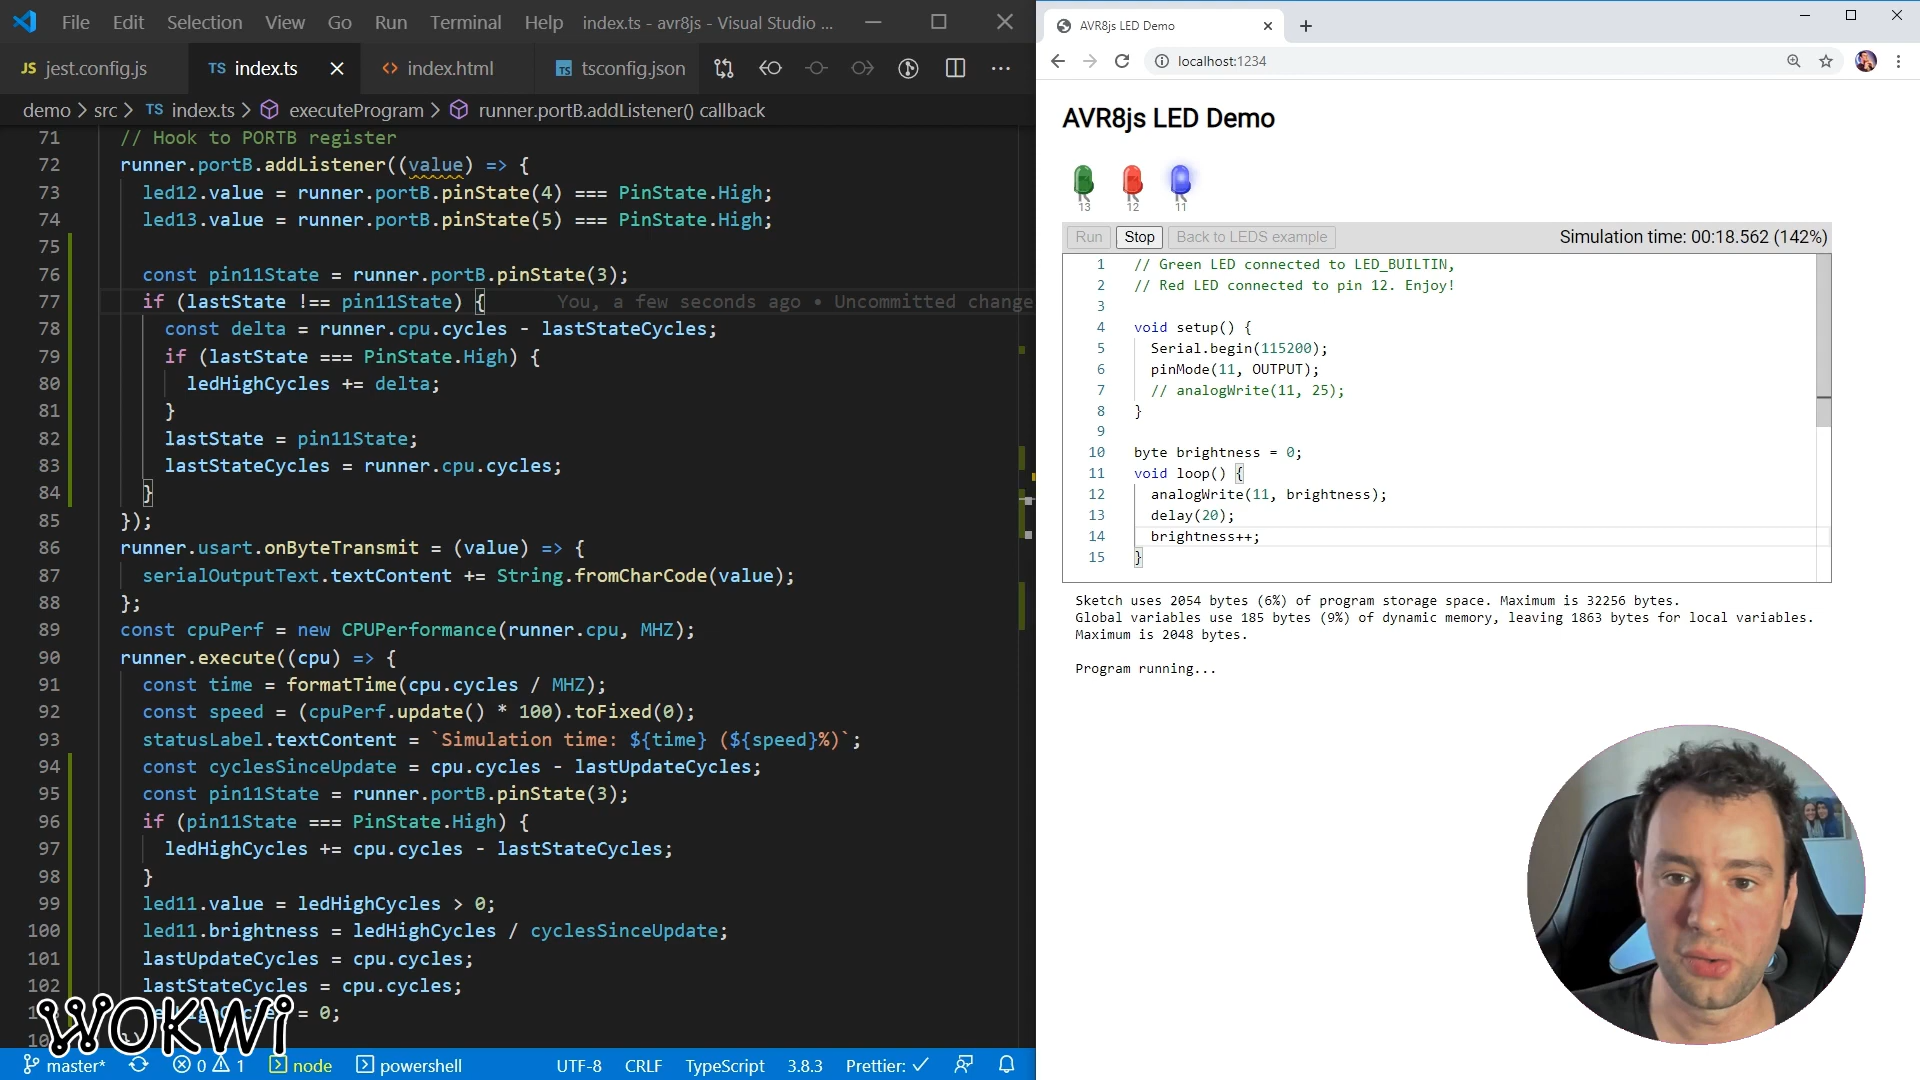 File Edit Selection View Go Run Terminal Help index.ts - avr8js - Visual Studio ...
JS jest.config.js TS index.ts <> index.html TS tsconfig.json ...
demo > src > TS index.ts > executeProgram > runner.portB.addListener() callback
71 // Hook to PORTB register
72 runner.portB.addListener((value) => {
73 led12.value = runner.portB.pinState(4) === PinState.High;
74 led13.value = runner.portB.pinState(5) === PinState.High;
75
76 const pin11State = runner.portB.pinState(3);
77 if (lastState !== pin11State) { You, a few seconds ago • Uncommitted change
78 const delta = runner.cpu.cycles - lastStateCycles;
79 if (lastState === PinState.High) {
80 ledHighCycles += delta;
81 }
82 lastState = pin11State;
83 lastStateCycles = runner.cpu.cycles;
84 }
85 });
86 runner.usart.onByteTransmit = (value) => {
87 serialOutputText.textContent += String.fromCharCode(value);
88 };
89 const cpuPerf = new CPUPerformance(runner.cpu, MHZ);
90 runner.execute((cpu) => {
91 const time = formatTime(cpu.cycles / MHZ);
92 const speed = (cpuPerf.update() * 100).toFixed(0);
93 statusLabel.textContent = `Simulation time: ${time} (${speed}%)`;
94 const cyclesSinceUpdate = cpu.cycles - lastUpdateCycles;
95 const pin11State = runner.portB.pinState(3);
96 if (pin11State === PinState.High) {
97 ledHighCycles += cpu.cycles - lastStateCycles;
98 }
99 led11.value = ledHighCycles > 0;
100 led11.brightness = ledHighCycles / cyclesSinceUpdate;
101 lastUpdateCycles = cpu.cycles;
102 lastStateCycles = cpu.cycles;
= 0;
WOKWi
master* 0 1 node powershell UTF-8 CRLF TypeScript 3.8.3 Prettier: ✓
AVR8js LED Demo
localhost:1234
AVR8js LED Demo
13 12 11
Run Stop Back to LEDS example Simulation time: 00:18.562 (142%)
1 // Green LED connected to LED_BUILTIN,
2 // Red LED connected to pin 12. Enjoy!
3
4 void setup() {
5 Serial.begin(115200);
6 pinMode(11, OUTPUT);
7 // analogWrite(11, 25);
8 }
9
10 byte brightness = 0;
11 void loop() {
12 analogWrite(11, brightness);
13 delay(20);
14 brightness++;
15 }
Sketch uses 2054 bytes (6%) of program storage space. Maximum is 32256 bytes.
Global variables use 185 bytes (9%) of dynamic memory, leaving 1863 bytes for local variables.
Maximum is 2048 bytes.
Program running...